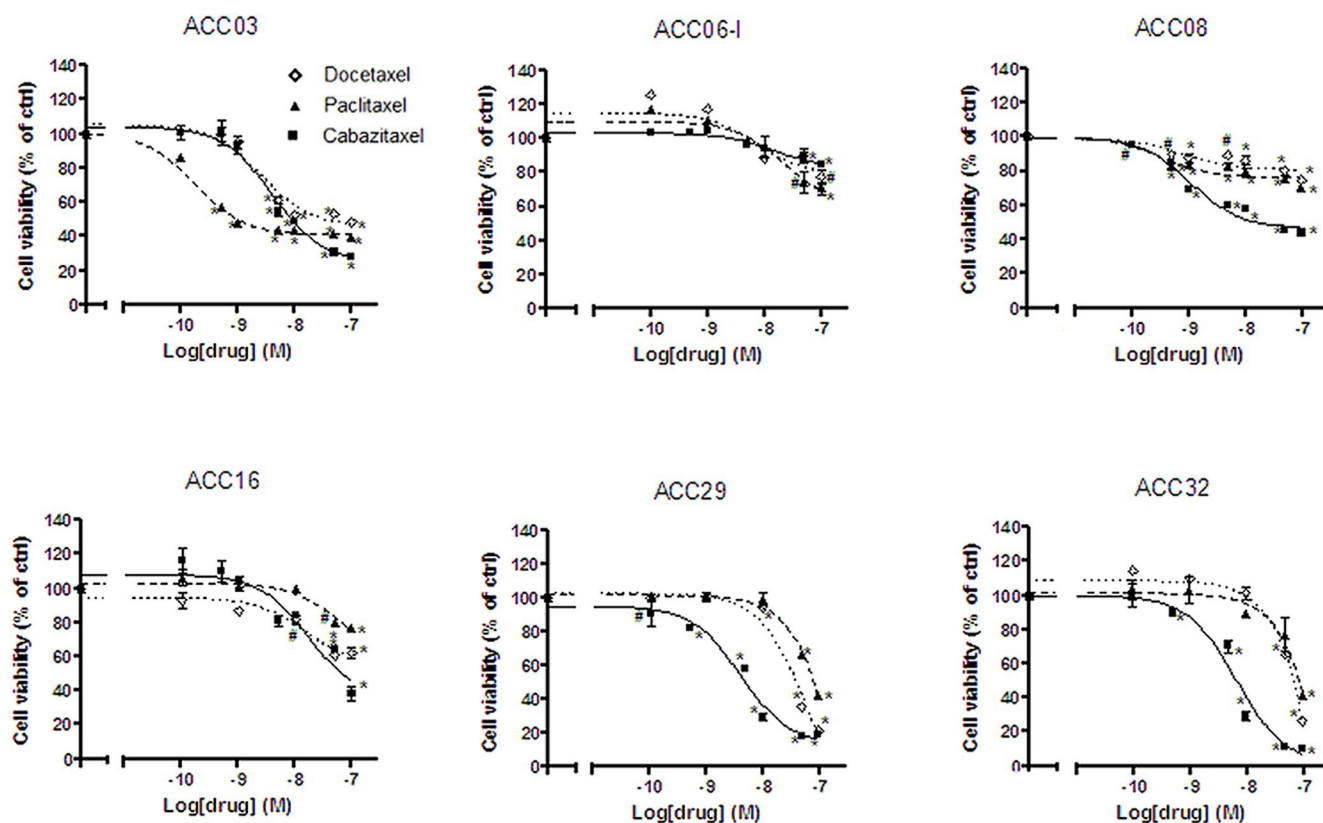 ACC03
ACC06-I
ACC08
Docetaxel
Paclitaxel
Cabazitaxel
Cell viability (% of ctrl)
140
120
100
80
60
40
20
0
-10 -9 -8 -7
Log[drug] (M)
Cell viability (% of ctrl)
140
120
100
80
60
40
20
0
# #
-10 -9 -8 -7
Log[drug] (M)
Cell viability (% of ctrl)
140
120
100
80
60
40
20
0
# # #
-10 -9 -8 -7
Log[drug] (M)
ACC16
ACC29
ACC32
Cell viability (% of ctrl)
140
120
100
80
60
40
20
0
# #
-10 -9 -8 -7
Log[drug] (M)
Cell viability (% of ctrl)
140
120
100
80
60
40
20
0
#
-10 -9 -8 -7
Log[drug] (M)
Cell viability (% of ctrl)
140
120
100
80
60
40
20
0
-10 -9 -8 -7
Log[drug] (M)